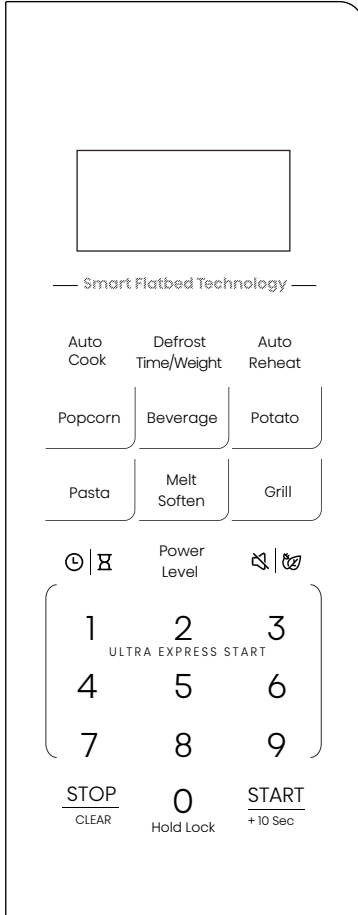 Smart Flatbed Technology
Auto Cook
Defrost Time/Weight
Auto Reheat
Popcorn
Beverage
Potato
Pasta
Melt Soften
Grill
Power Level
1 2 3
ULTRA EXPRESS START
4 5 6
7 8 9
STOP
CLEAR
0
Hold Lock
START
+ 10 Sec